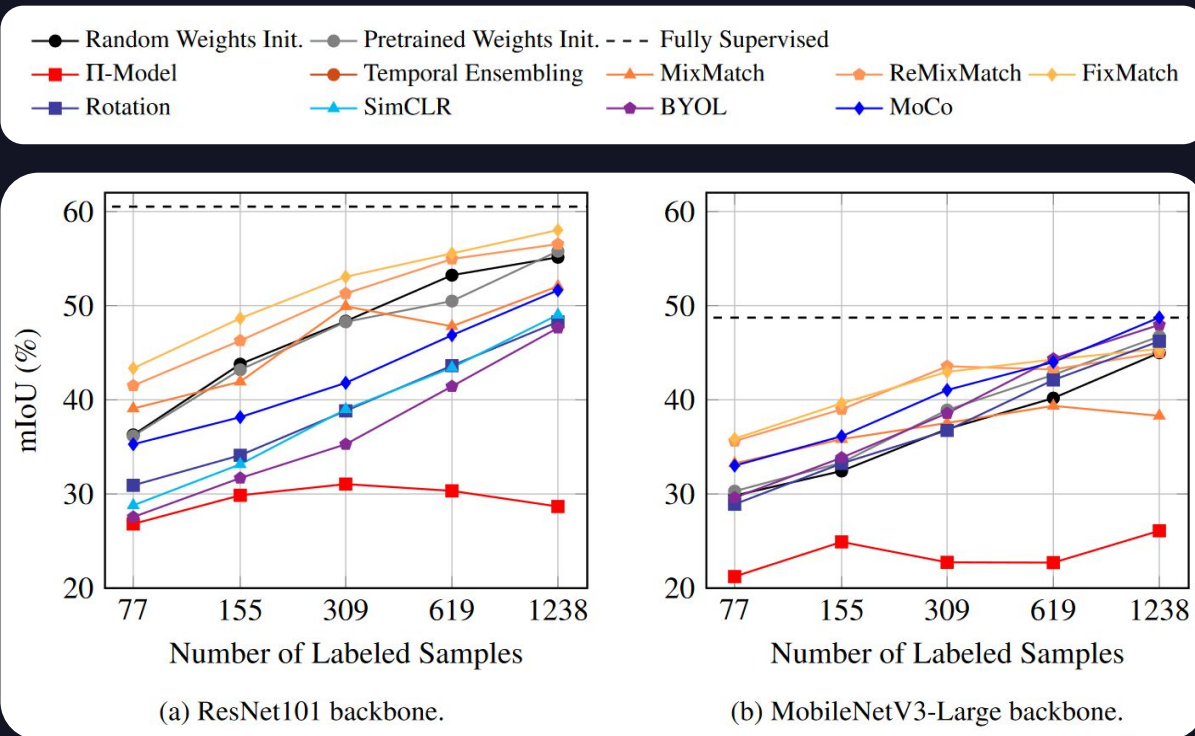 Random Weights Init. Pretrained Weights Init. Fully Supervised
Π-Model Temporal Ensembling MixMatch ReMixMatch FixMatch
Rotation SimCLR BYOL MoCo
mIoU (%)
60
50
40
30
20
77 155 309 619 1238
Number of Labeled Samples
(a) ResNet101 backbone.
60
50
40
30
20
77 155 309 619 1238
Number of Labeled Samples
(b) MobileNetV3-Large backbone.